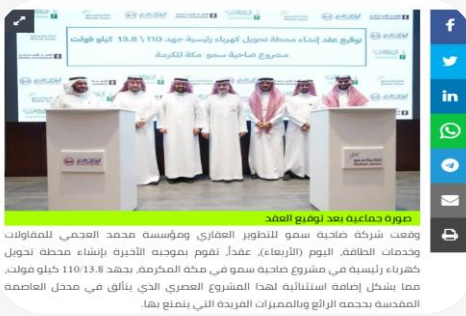 توقيع عقد إنشاء محطة تحويل كهرباء رئيسية جهد 110 \ 13.8 كيلو فولت
مشروع ضاحية سمو مكة المكرمة
صورة جماعية بعد توقيع العقد
وقعت شركة ضاحية سمو للتطوير العقاري ومؤسسة محمد العجمي للمقاولات
وخدمات الطاقة، اليوم (الأربعاء)، عقداً، تقوم بموجبه الأخيرة بإنشاء محطة تحويل
كهرباء رئيسية في مشروع ضاحية سمو في مكة المكرمة، بجهد 110/13.8 كيلو فولت،
مما يشكل إضافة استثنائية لهذا المشروع العصري الذي يتألق في مدخل العاصمة
المقدسة بحجمه الرائع وبالمميزات الفريدة التي يتمتع بها.